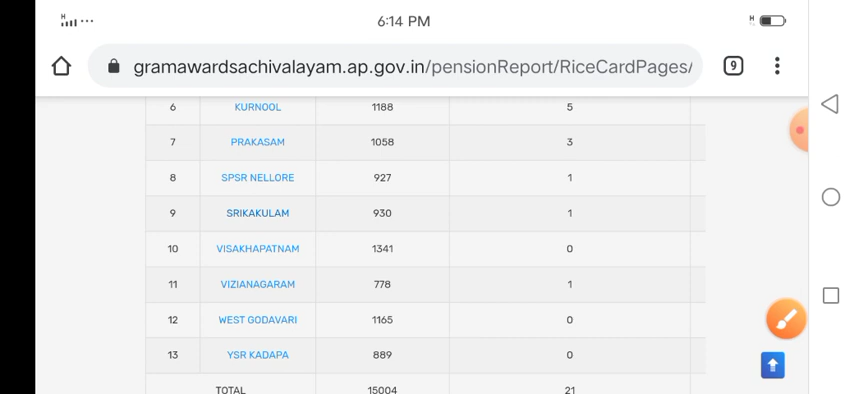 H
6:14 PM
H
gramawardsachivalayam.ap.gov.in/pensionReport/RiceCardPages/
9
6 KURNOOL 1188 5
7 PRAKASAM 1058 3
8 SPSR NELLORE 927 1
9 SRIKAKULAM 930 1
10 VISAKHAPATNAM 1341 0
11 VIZIANAGARAM 778 1
12 WEST GODAVARI 1165 0
13 YSR KADAPA 889 0
TOTAL 15004 21